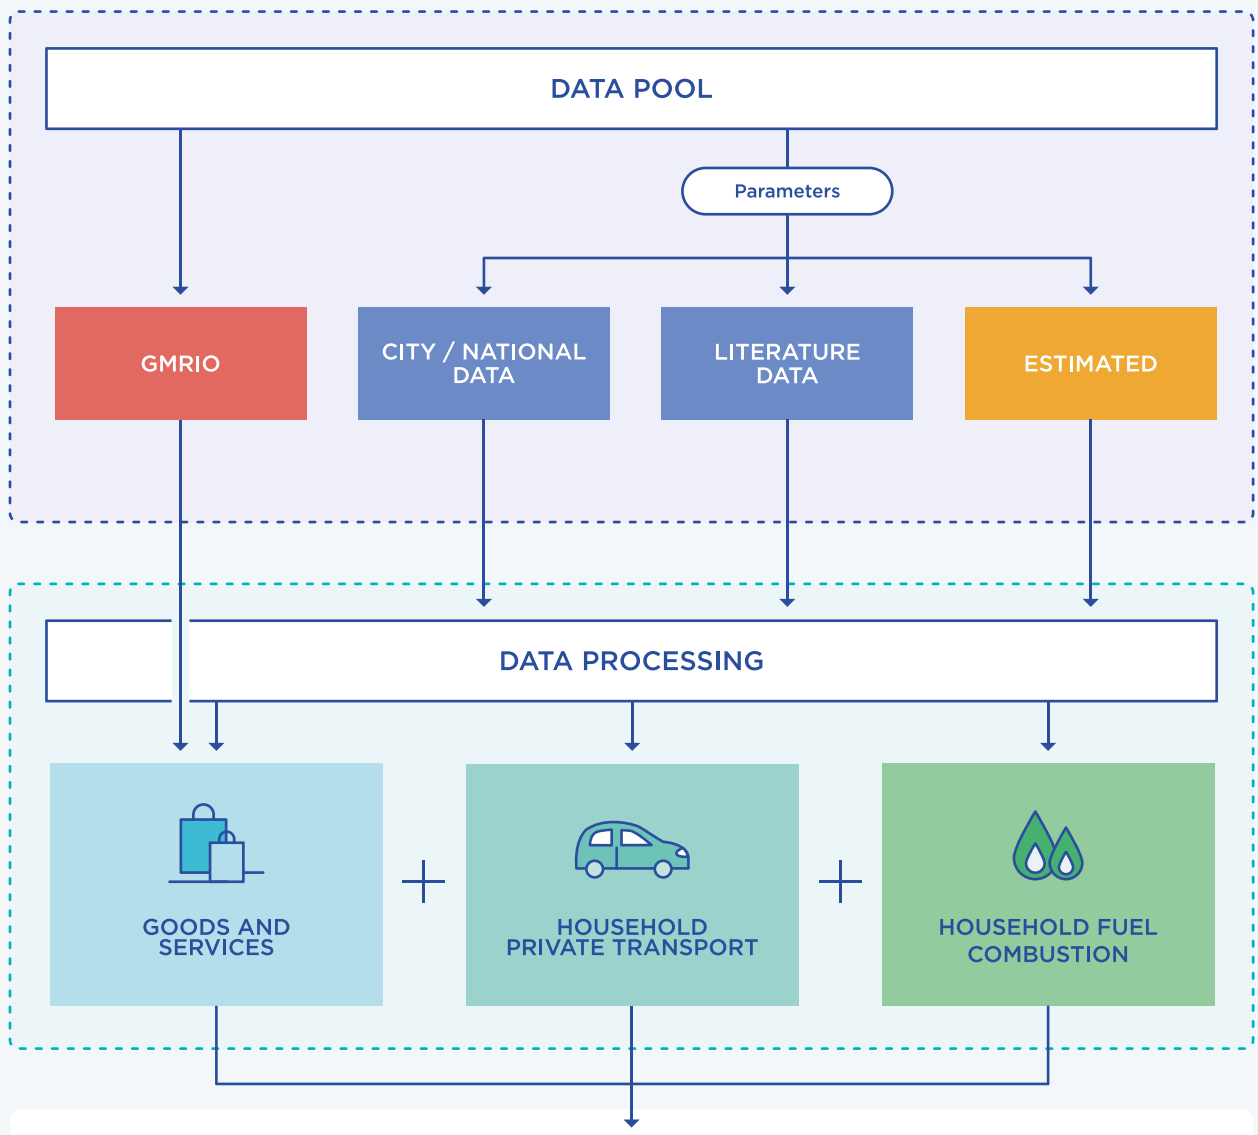 DATA POOL
Parameters
GMRIO
CITY / NATIONAL
DATA
LITERATURE
DATA
ESTIMATED
DATA PROCESSING
GOODS AND
SERVICES
HOUSEHOLD
PRIVATE TRANSPORT
HOUSEHOLD FUEL
COMBUSTION